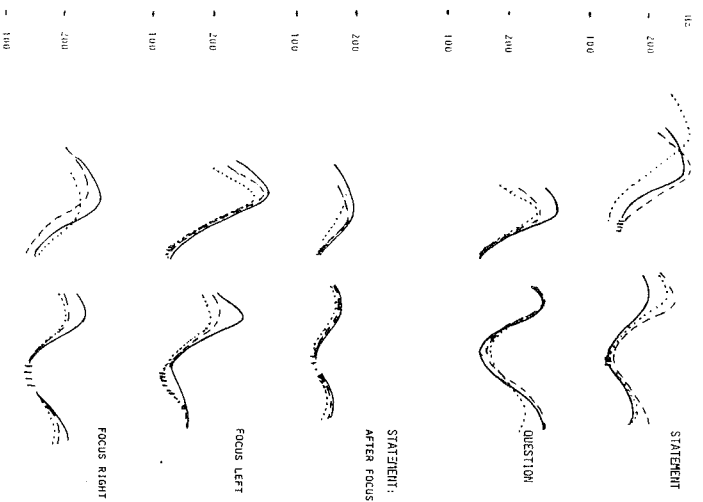 Hz
STATEMENT
200
100
QUESTION
200
100
STATEMENT:
AFTER FOCUS
200
100
FOCUS LEFT
200
100
FOCUS RIGHT
200
100